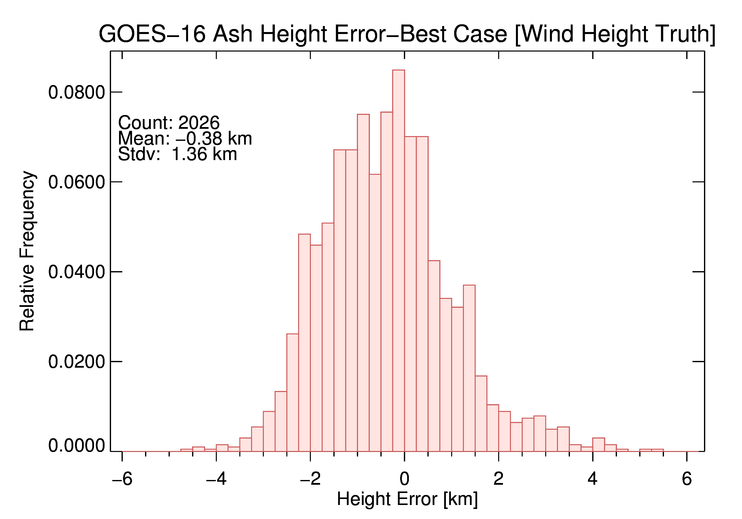 GOES−16 Ash Height Error−Best Case [Wind Height Truth]
0.0800
Count: 2026
Mean: −0.38 km
Stdv: 1.36 km
0.0600
0.0400
0.0200
0.0000
Relative Frequency
−6 −4 −2 0 2 4 6
Height Error [km]